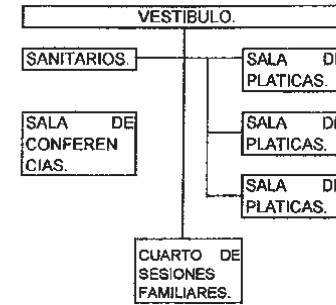 VESTIBULO.
SANITARIOS.
SALA DE
PLATICAS.
SALA DE
CONFEREN
CIAS.
SALA DE
PLATICAS.
SALA DE
PLATICAS.
CUARTO DE
SESIONES
FAMILIARES.